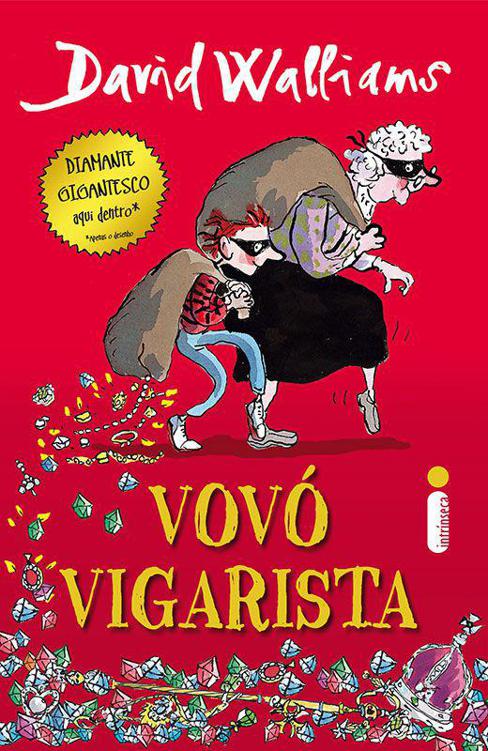 David Walliams
DIAMANTE
GIGANTESCO
aqui dentro*
*Apenas o desenho
VOVÓ
VIGARISTA
intrínseca